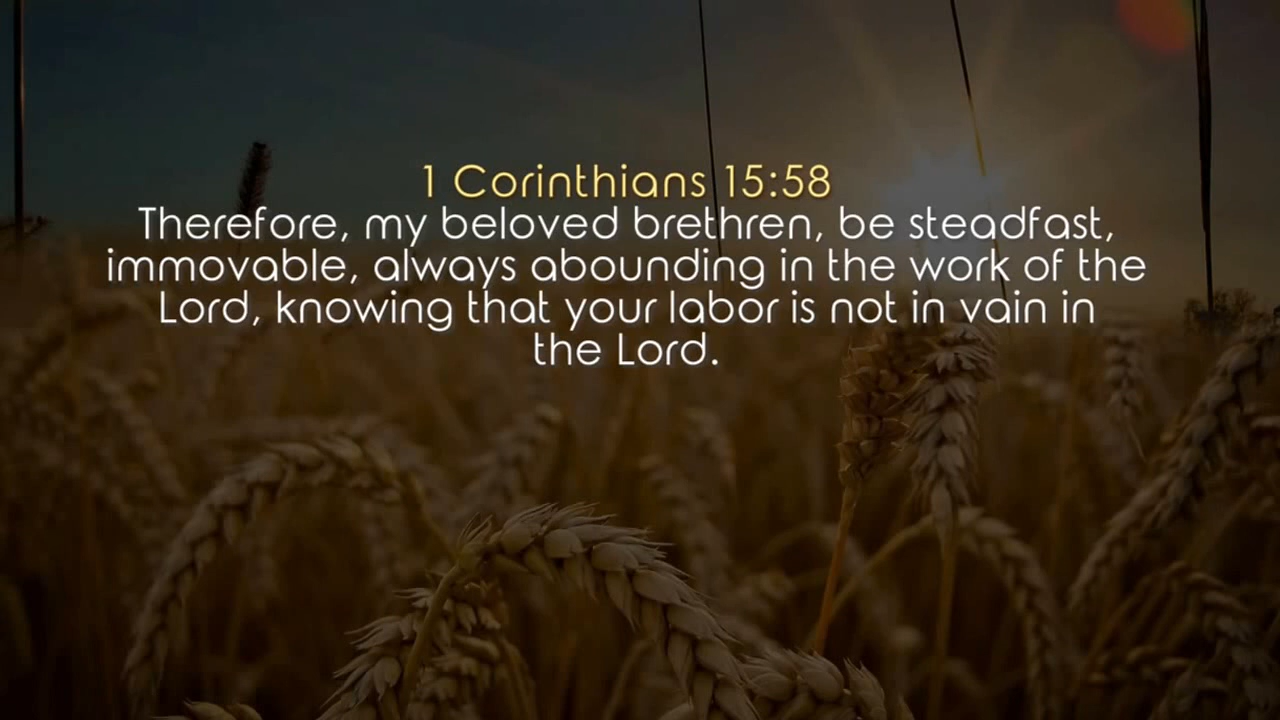 1 Corinthians 15:58
Therefore, my beloved brethren, be steadfast,
immovable, always abounding in the work of the
Lord, knowing that your labor is not in vain in
the Lord.